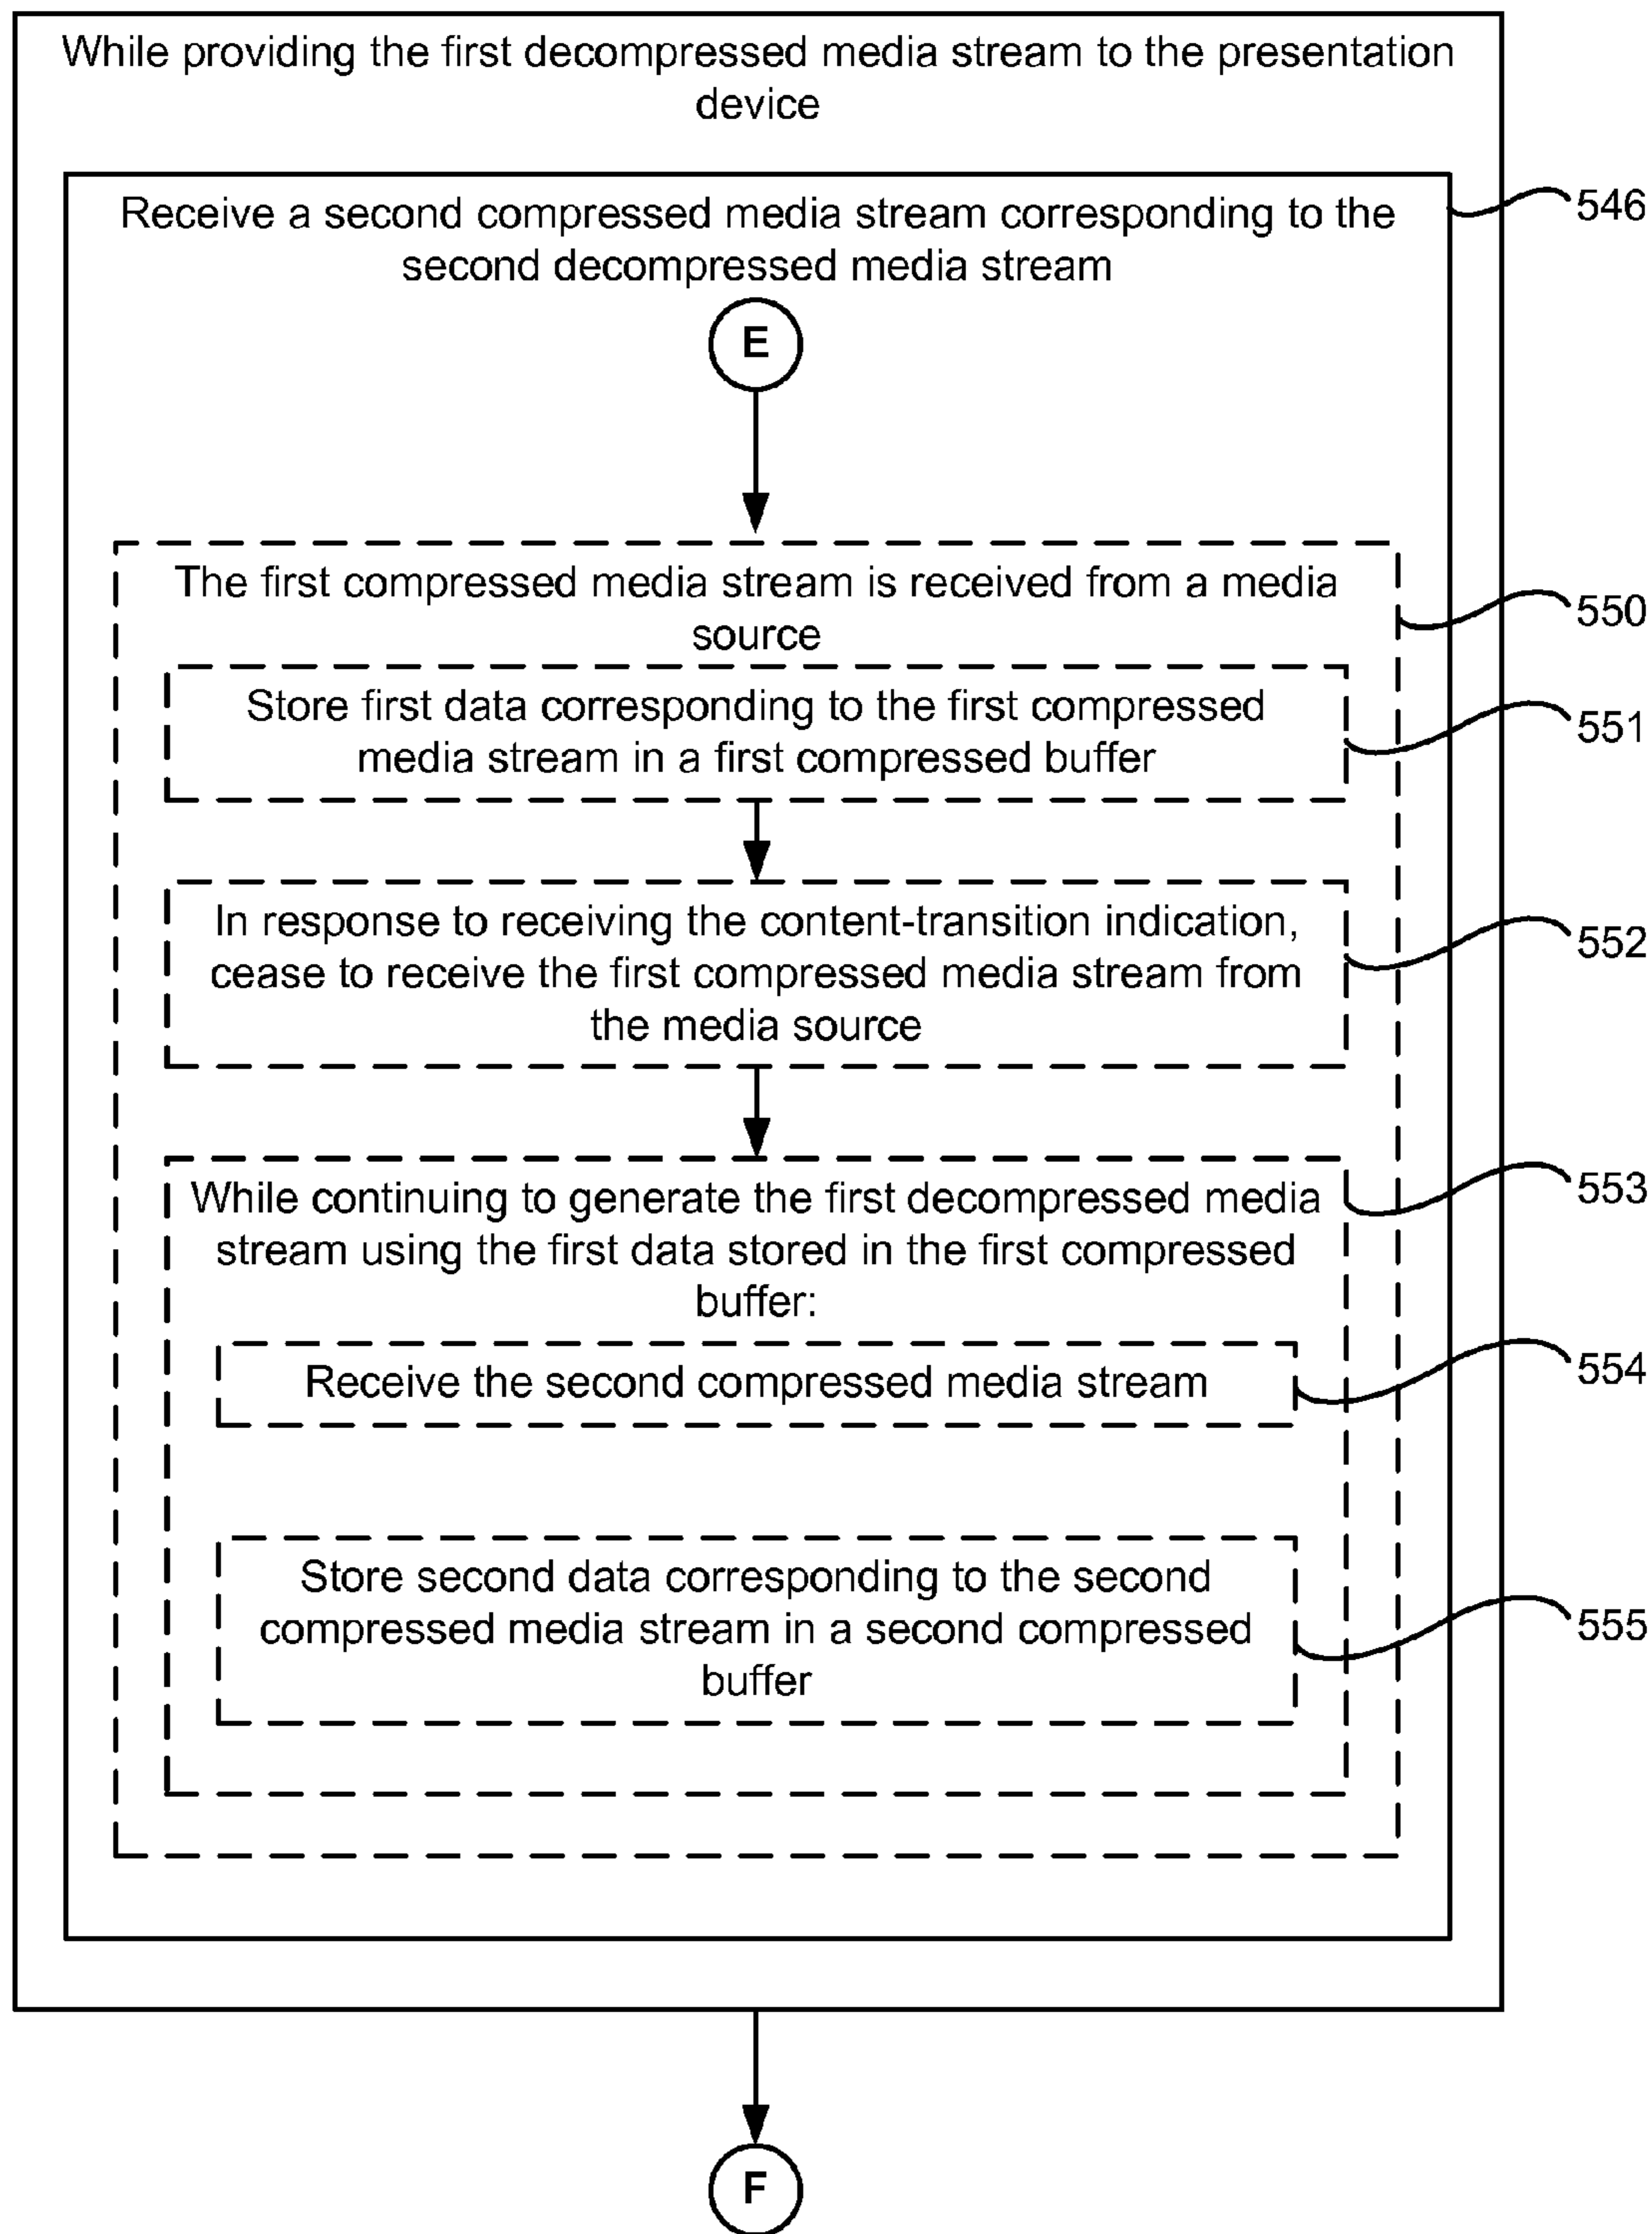 While providing the first decompressed media stream to the presentation
device
Receive a second compressed media stream corresponding to the
second decompressed media stream
546
E
The first compressed media stream is received from a media
source
550
Store first data corresponding to the first compressed
media stream in a first compressed buffer
551
In response to receiving the content-transition indication,
cease to receive the first compressed media stream from
the media source
552
While continuing to generate the first decompressed media
stream using the first data stored in the first compressed
buffer:
553
Receive the second compressed media stream
554
Store second data corresponding to the second
compressed media stream in a second compressed
buffer
555
F